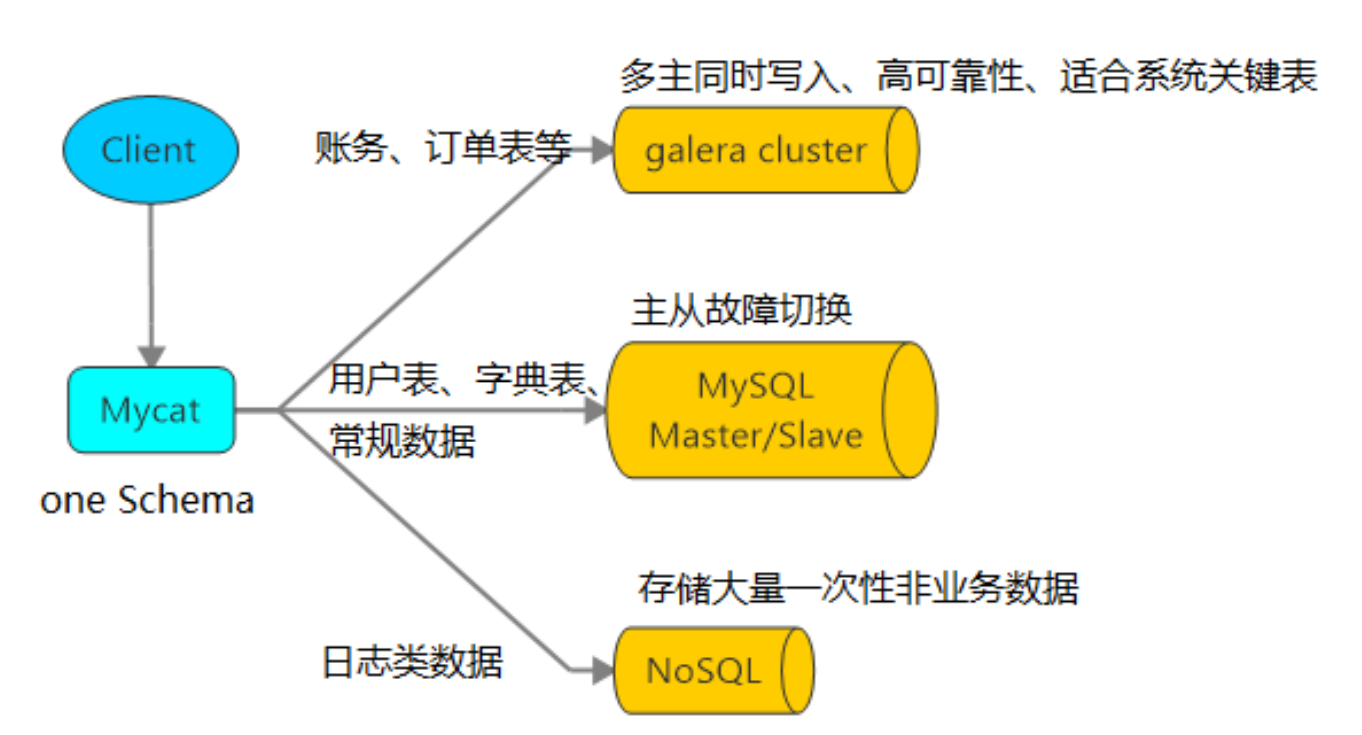 多主同时写入、高可靠性、适合系统关键表
Client
账务、订单表等
galera cluster
主从故障切换
用户表、字典表、
常规数据
MySQL
Master/Slave
Mycat
one Schema
存储大量一次性非业务数据
日志类数据
NoSQL